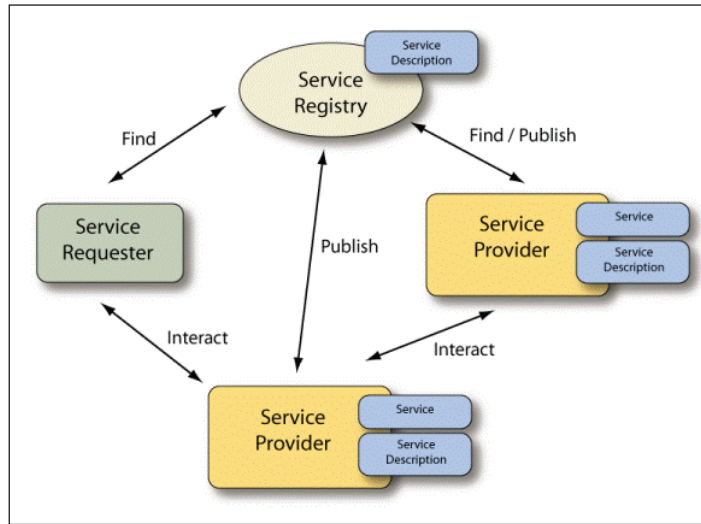 Service
Description
Service
Registry
Find
Find / Publish
Service
Requester
Publish
Service
Provider
Service
Service
Description
Interact
Interact
Service
Provider
Service
Service
Description